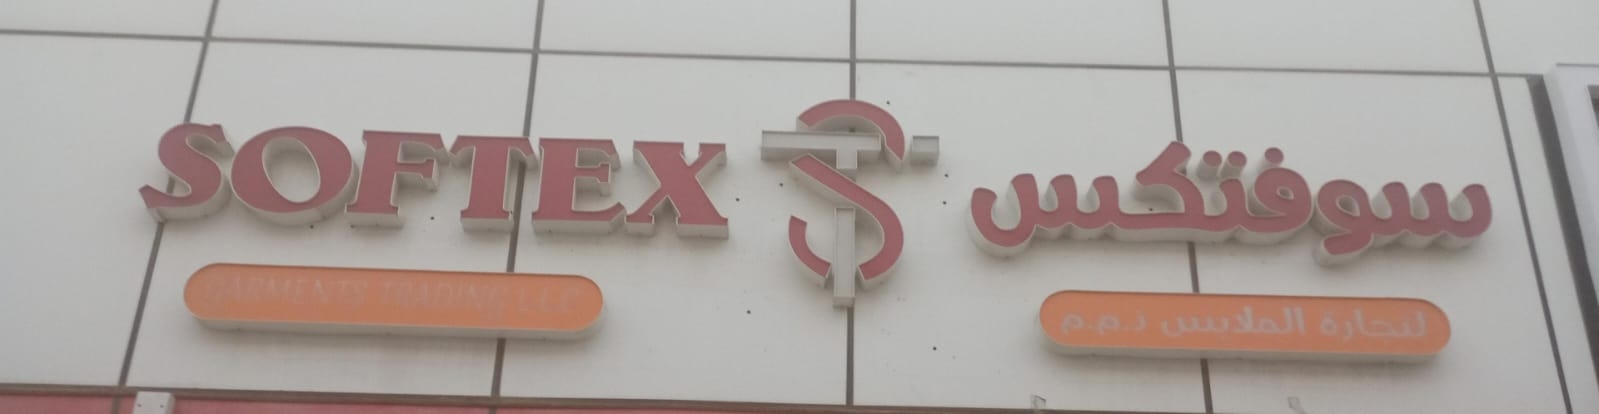 SOFTEX
GARMENTS TRADING LLC
سوفتكس
لتجارة الملابس ذ.م.م